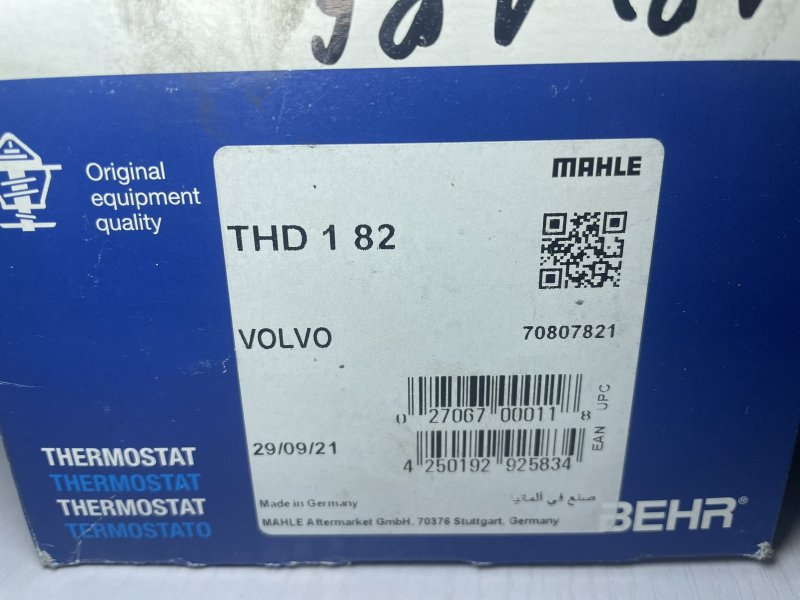 Original
equipment
quality
MAHLE
THD 1 82
VOLVO
70807821
0 27067 00011 8
UPC
29/09/21
4 250192 925834
EAN
THERMOSTAT
THERMOSTAT
THERMOSTAT
TERMOSTATO
Made in Germany
صنع في ألمانيا
MAHLE Aftermarket GmbH. 70376 Stuttgart, Germany
BEHR®